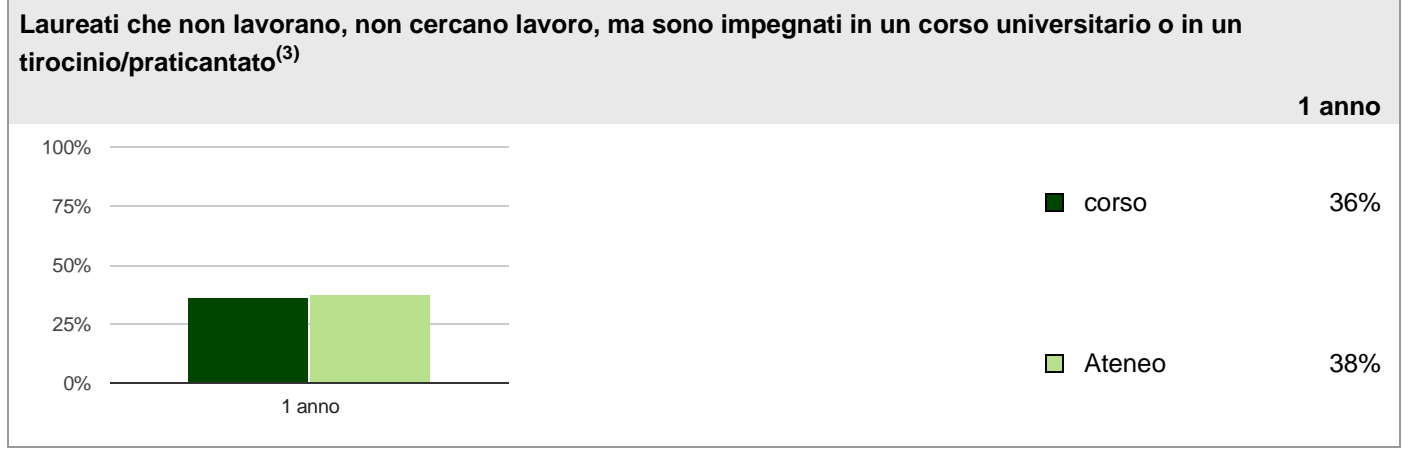 Laureati che non lavorano, non cercano lavoro, ma sono impegnati in un corso universitario o in un
tirocinio/praticantato(3)
1 anno
100%
75%
50%
25%
0%
1 anno
corso 36%
Ateneo 38%